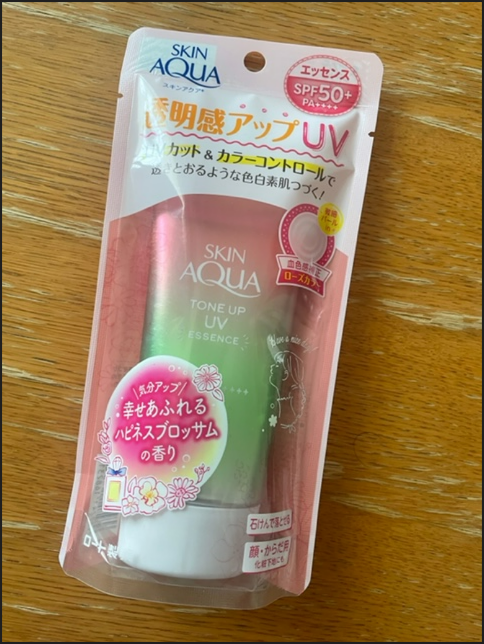 SKIN
AQUA
スキンアクア
エッセンス
SPF50+
PA++++
透明感アップUV
カット&カラーコントロールで
とおるような色白素肌つづく!
SKIN
AQUA
TONE UP
UV
ESSENCE
ローズカラー
気分アップ
幸せあふれる
ハピネスブロッサム
の香り
石けんで落とせる
顔・からだ用
化粧下地にも
ロート製